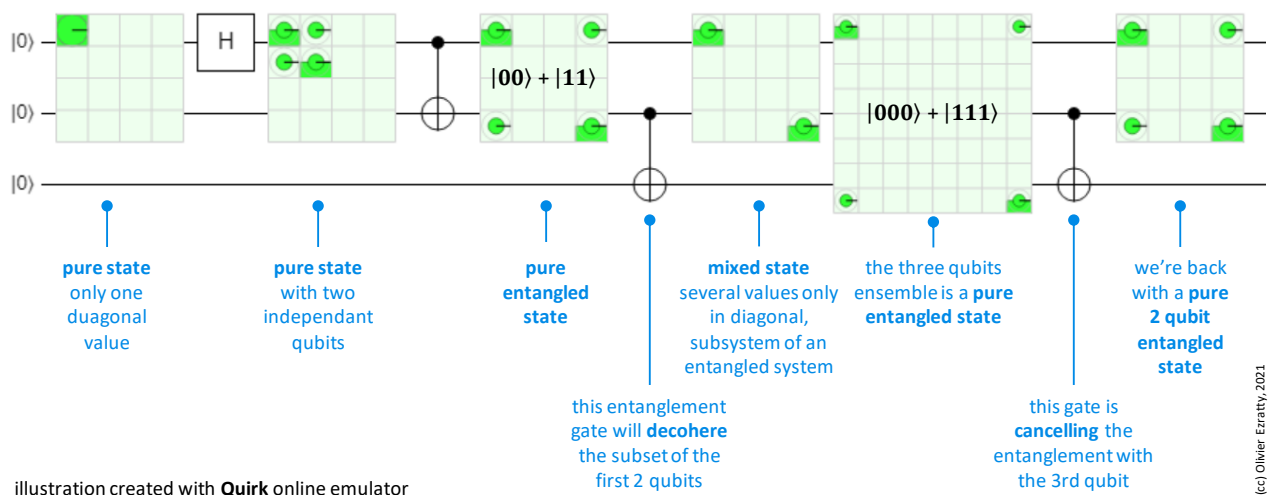 |0⟩
H
|00⟩ + |11⟩
|0⟩
|000⟩ + |111⟩
|0⟩
pure state
only one
duagonal
value
pure state
with two
independant
qubits
pure
entangled
state
mixed state
several values only
in diagonal,
subsystem of an
entangled system
the three qubits
ensemble is a pure
entangled state
we’re back
with a pure
2 qubit
entangled
state
this entanglement
gate will decohere
the subset of the
first 2 qubits
this gate is
cancelling the
entanglement with
the 3rd qubit
illustration created with Quirk online emulator
(cc) Olivier Ezratty, 2021